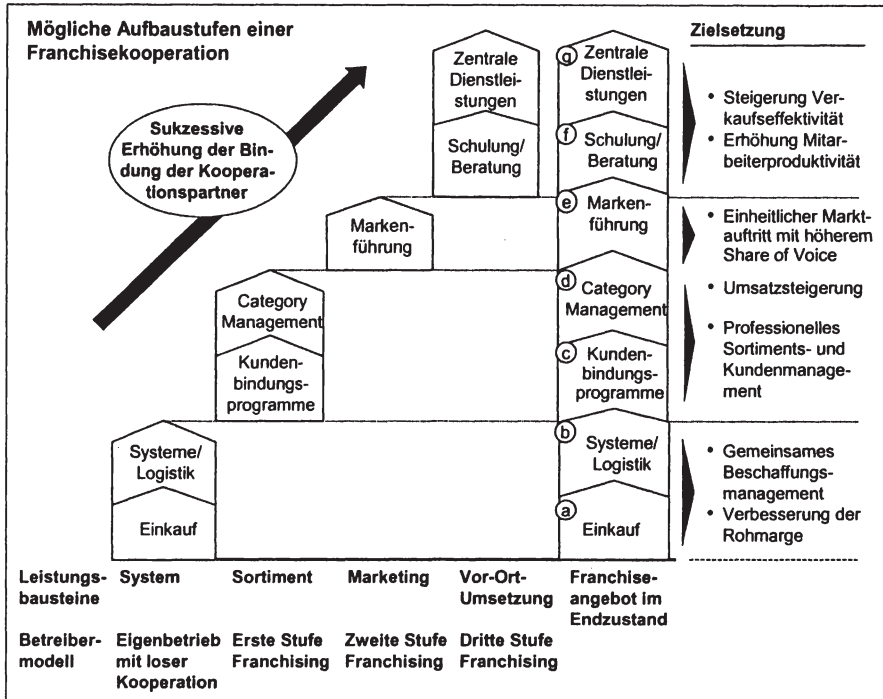 Mögliche Aufbaustufen einer
Franchisekooperation
Sukzessive
Erhöhung der Bin-
dung der Koopera-
tionspartner
Einkauf
Systeme/
Logistik
Kunden-
bindungs-
programme
Category
Management
Marken-
führung
Schulung/
Beratung
Zentrale
Dienstlei-
stungen
g
Zentrale
Dienstlei-
stungen
f
Schulung/
Beratung
e
Marken-
führung
d
Category
Management
c
Kunden-
bindungs-
programme
b
Systeme/
Logistik
a
Einkauf
Zielsetzung
• Steigerung Ver-
kaufseffektivität
• Erhöhung Mitar-
beiterproduktivität
• Einheitlicher Markt-
auftritt mit höherem
Share of Voice
• Umsatzsteigerung
• Professionelles
Sortiments- und
Kundenmanage-
ment
• Gemeinsames
Beschaffungs-
management
• Verbesserung der
Rohmarge
Leistungs-
bausteine
System
Sortiment
Marketing
Vor-Ort-
Umsetzung
Franchise-
angebot im
Endzustand
Betreiber-
modell
Eigenbetrieb
mit loser
Kooperation
Erste Stufe
Franchising
Zweite Stufe
Franchising
Dritte Stufe
Franchising